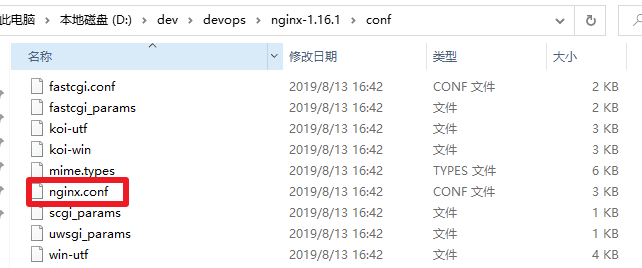 此电脑 › 本地磁盘 (D:) › dev › devops › nginx-1.16.1 › conf
名称 修改日期 类型 大小
fastcgi.conf 2019/8/13 16:42 CONF 文件 2 KB
fastcgi_params 2019/8/13 16:42 文件 2 KB
koi-utf 2019/8/13 16:42 文件 3 KB
koi-win 2019/8/13 16:42 文件 3 KB
mime.types 2019/8/13 16:42 TYPES 文件 6 KB
nginx.conf 2019/8/13 16:42 CONF 文件 3 KB
scgi_params 2019/8/13 16:42 文件 1 KB
uwsgi_params 2019/8/13 16:42 文件 1 KB
win-utf 2019/8/13 16:42 文件 4 KB